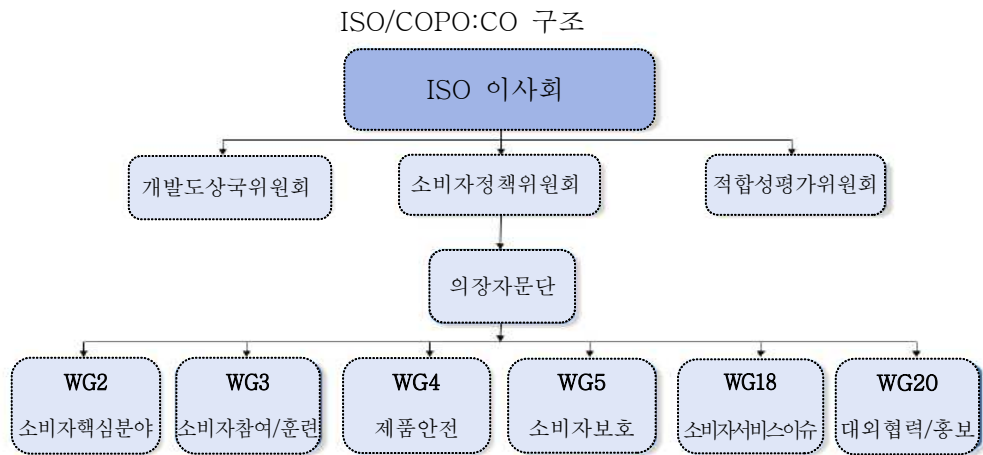 ISO/COPO:CO 구조
ISO 이사회
개발도상국위원회
소비자정책위원회
적합성평가위원회
의장자문단
WG2
소비자핵심분야
WG3
소비자참여/훈련
WG4
제품안전
WG5
소비자보호
WG18
소비자서비스이슈
WG20
대외협력/홍보